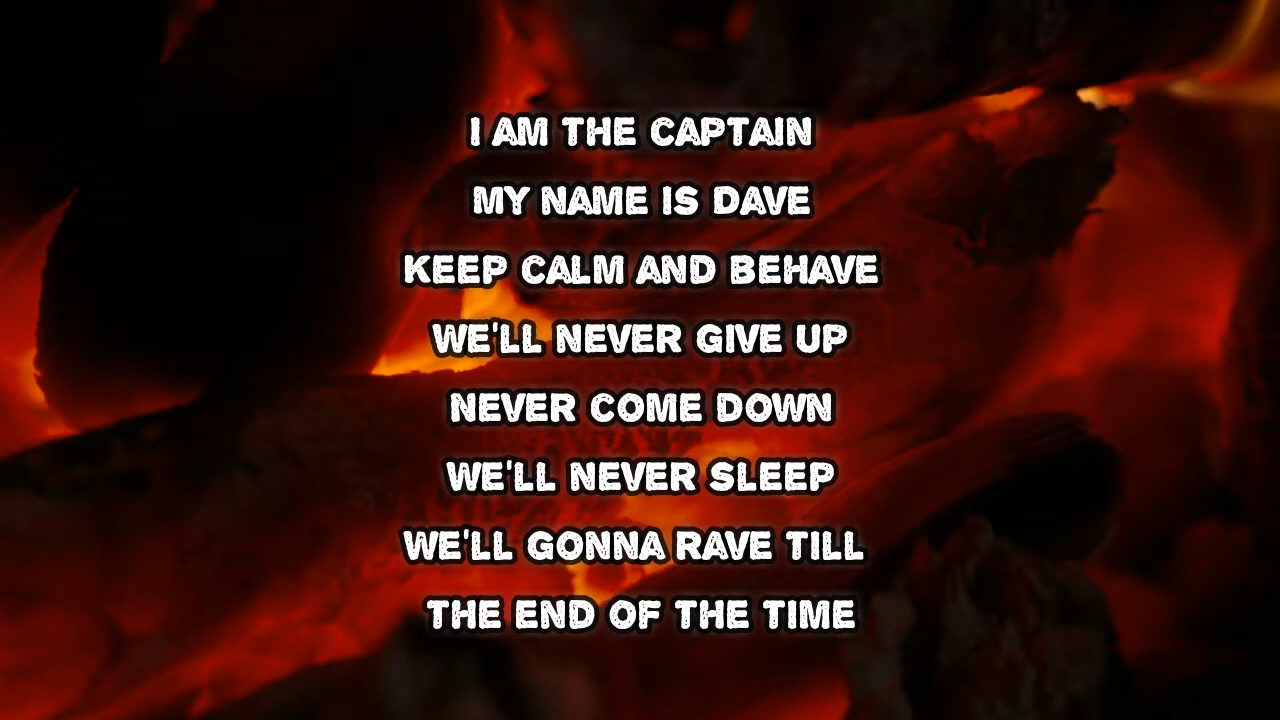 I AM THE CAPTAIN
MY NAME IS DAVE
KEEP CALM AND BEHAVE
WE'LL NEVER GIVE UP
NEVER COME DOWN
WE'LL NEVER SLEEP
WE'LL GONNA RAVE TILL
THE END OF THE TIME